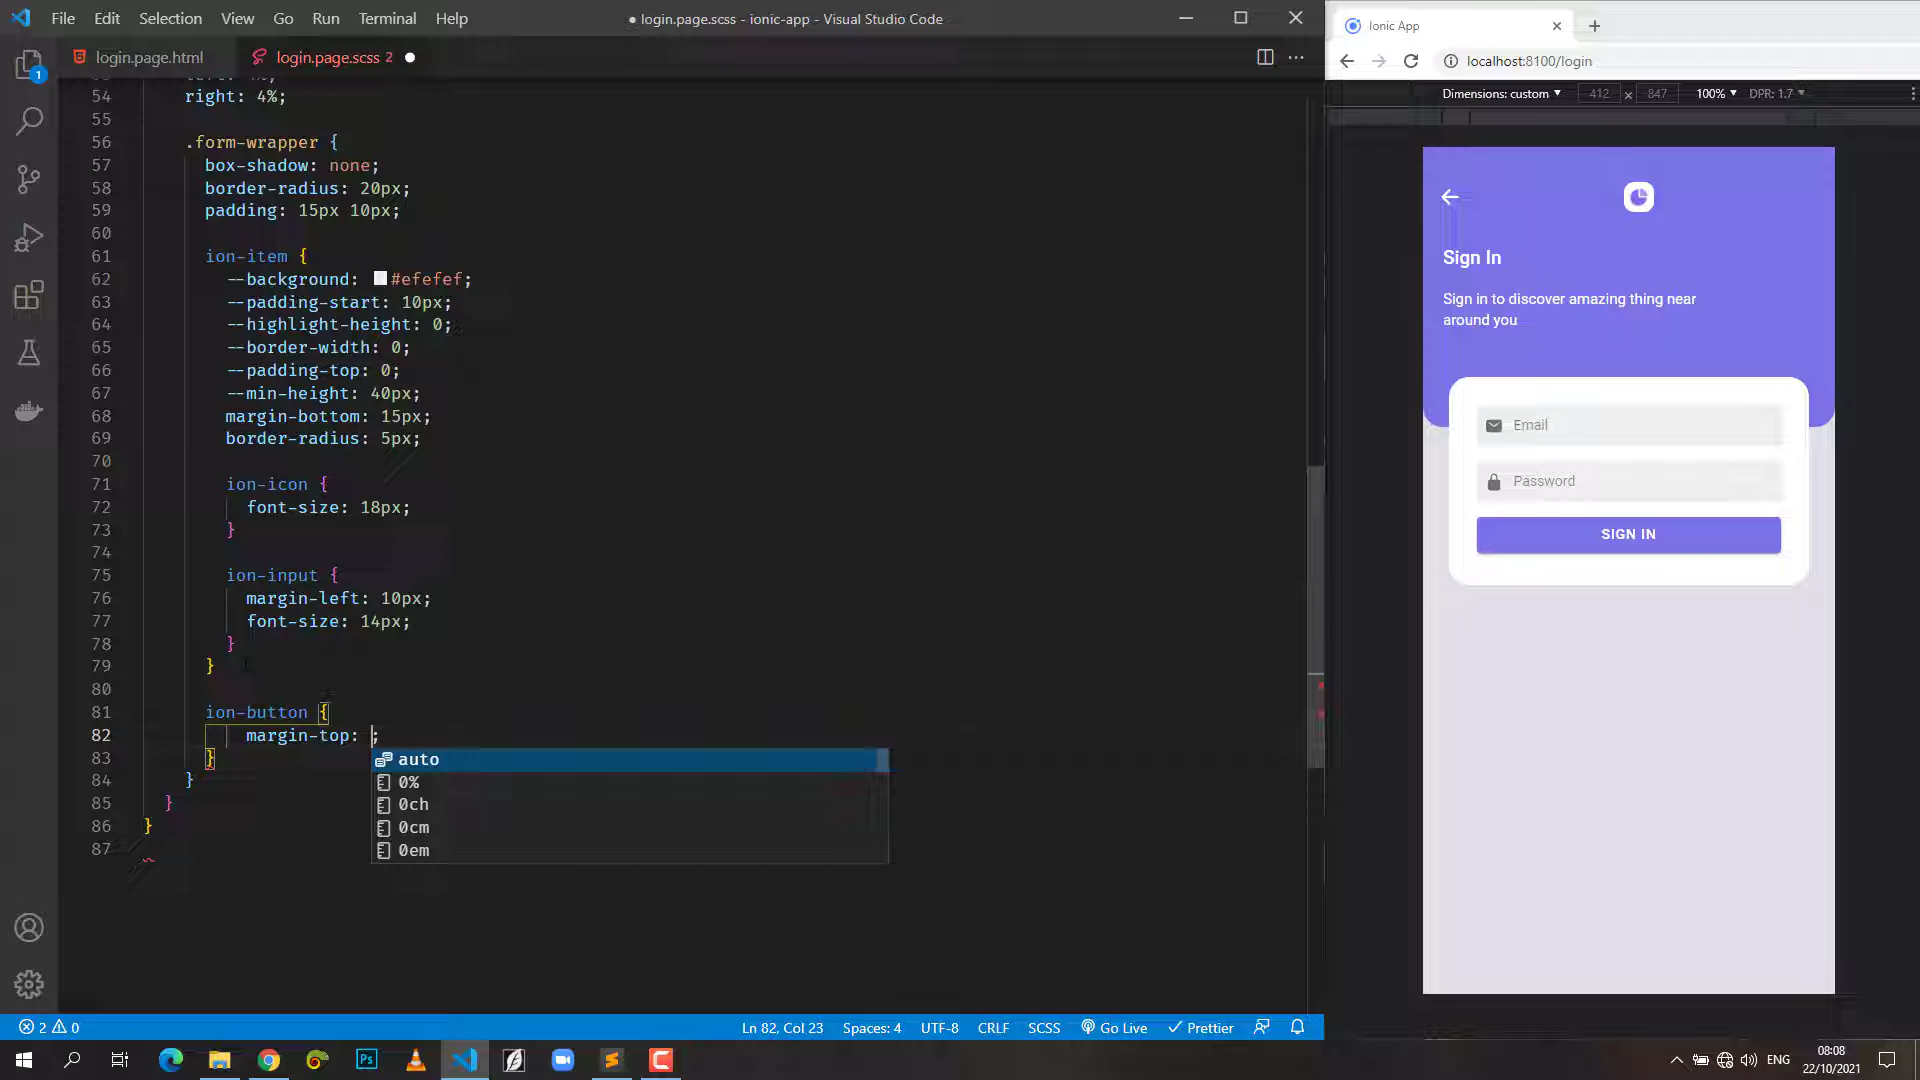 File Edit Selection View Go Run Terminal Help
● login.page.scss - ionic-app - Visual Studio Code
login.page.html
login.page.scss 2 ●
54 right: 4%;
55
56 .form-wrapper {
57 box-shadow: none;
58 border-radius: 20px;
59 padding: 15px 10px;
60
61 ion-item {
62 --background: #efefef;
63 --padding-start: 10px;
64 --highlight-height: 0;
65 --border-width: 0;
66 --padding-top: 0;
67 --min-height: 40px;
68 margin-bottom: 15px;
69 border-radius: 5px;
70
71 ion-icon {
72 font-size: 18px;
73 }
74
75 ion-input {
76 margin-left: 10px;
77 font-size: 14px;
78 }
79 }
80
81 ion-button {
82 margin-top: ;
83 }
84 }
85 }
86 }
87
auto
0%
0ch
0cm
0em
1
2 0
Ln 82, Col 23 Spaces: 4 UTF-8 CRLF SCSS Go Live Prettier
Ionic App
localhost:8100/login
Dimensions: custom 412 × 847 100% DPR: 1.7
Sign In
Sign in to discover amazing thing near
around you
Email
Password
SIGN IN
Ps
ENG
08:08
22/10/2021